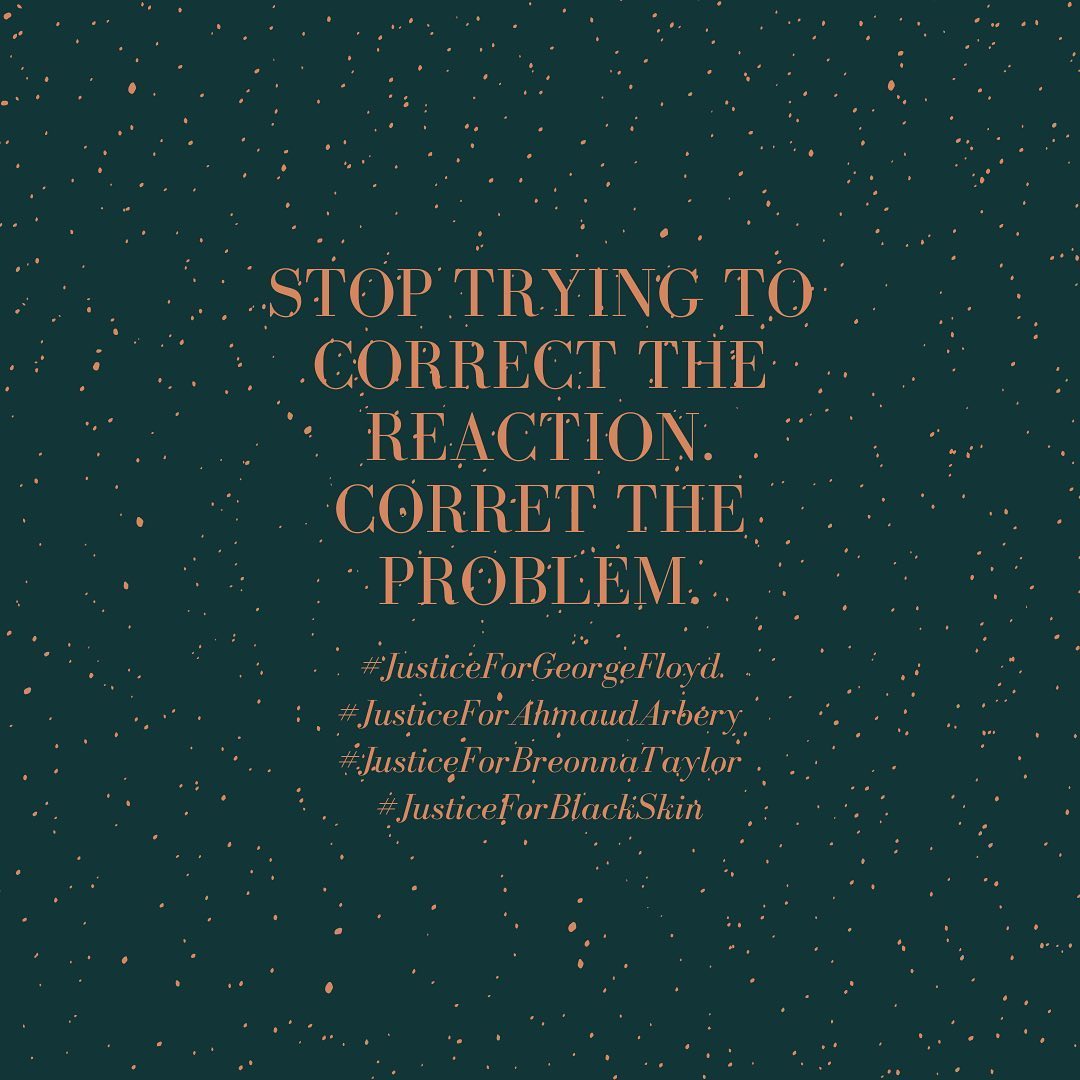 STOP TRYING TO
CORRECT THE
REACTION.
CORRET THE
PROBLEM.
#JusticeForGeorgeFloyd
#JusticeForAhmaudArbery
#JusticeForBreonnaTaylor
#JusticeForBlackSkin